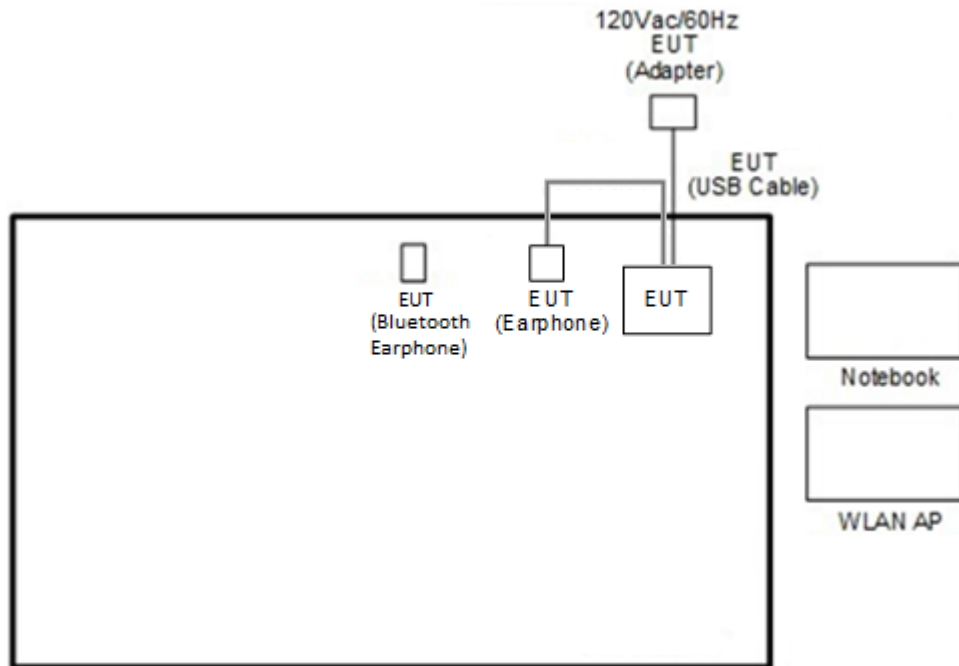 120Vac/60Hz
EUT
(Adapter)
EUT
(USB Cable)
EUT
(Bluetooth
Earphone)
EUT
(Earphone)
EUT
Notebook
WLAN AP